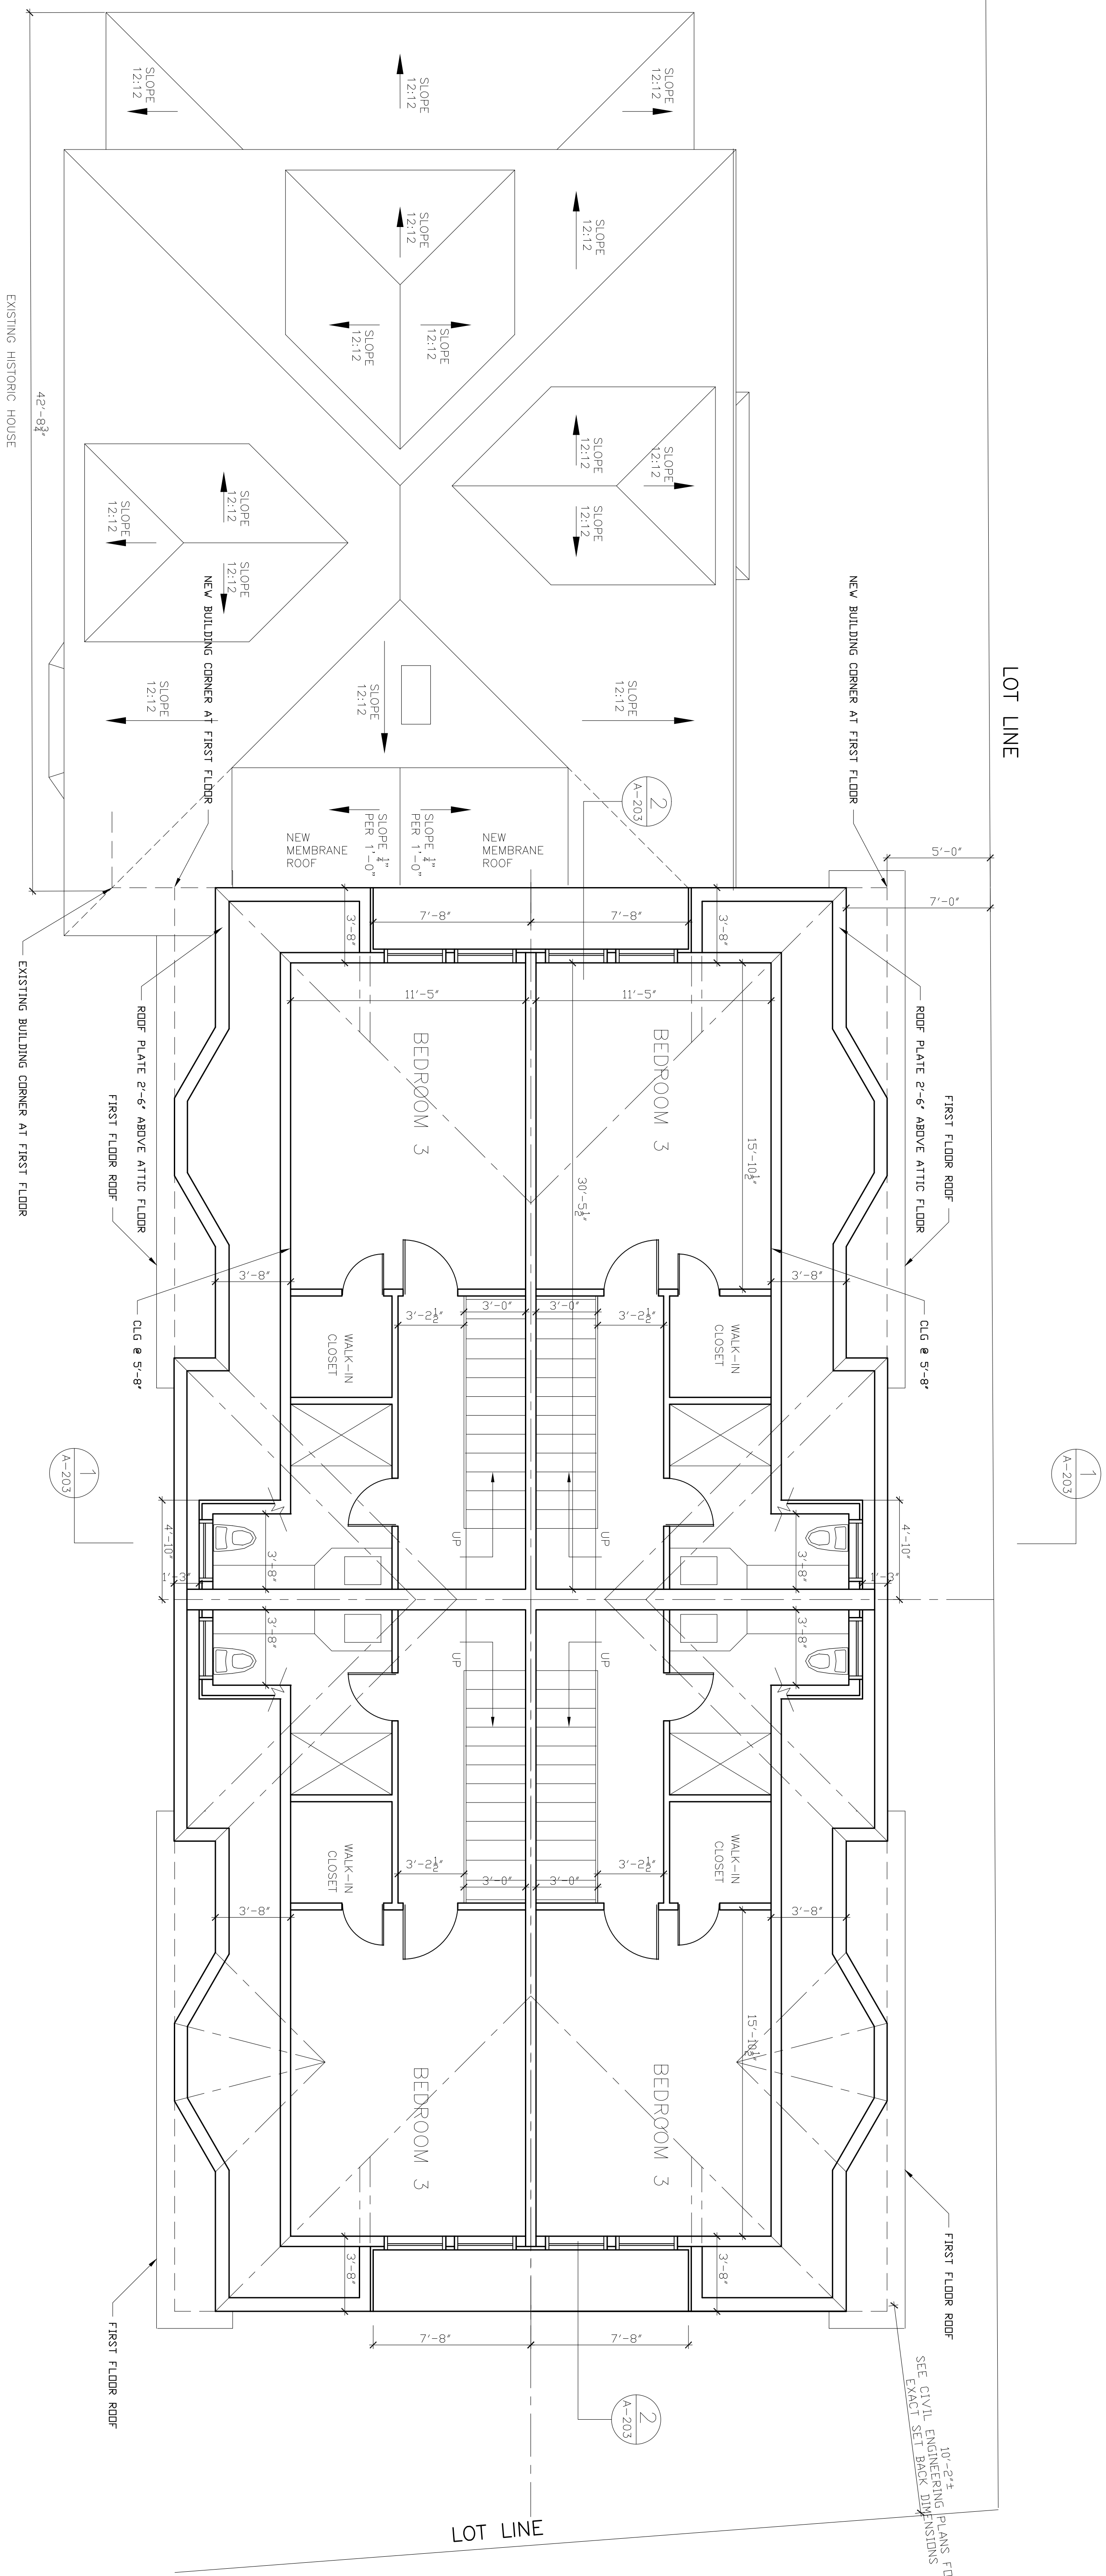 SLOPE
12:12
SLOPE
12:12
SLOPE
12:12
SLOPE
12:12
SLOPE
12:12
SLOPE
12:12
SLOPE
12:12
SLOPE
12:12
SLOPE
12:12
SLOPE
12:12
SLOPE
12:12
SLOPE
12:12
SLOPE
12:12
SLOPE
12:12
SLOPE
12:12
SLOPE
12:12
42'-8¾"
EXISTING HISTORIC HOUSE
LOT LINE
NEW BUILDING CORNER AT FIRST FLOOR
NEW BUILDING CORNER AT FIRST FLOOR
2
A-203
SLOPE ¼"
PER 1'-0"
SLOPE ¼"
PER 1'-0"
NEW
MEMBRANE
ROOF
NEW
MEMBRANE
ROOF
5'-0"
7'-0"
3'-8"
7'-8"
7'-8"
3'-8"
EXISTING BUILDING CORNER AT FIRST FLOOR
ROOF PLATE 2'-6" ABOVE ATTIC FLOOR
ROOF PLATE 2'-6" ABOVE ATTIC FLOOR
FIRST FLOOR ROOF
FIRST FLOOR ROOF
11'-5"
11'-5"
BEDROOM 3
BEDROOM 3
15'-10½"
30'-5½"
3'-8"
3'-8"
CLG @ 5'-8"
CLG @ 5'-8"
3'-2½"
3'-0"
3'-0"
3'-2½"
WALK-IN
CLOSET
WALK-IN
CLOSET
1
A-203
1
A-203
4'-10"
4'-10"
UP
UP
3'-8"
3'-8"
1'-3"
1'-3"
3'-8"
3'-8"
UP
UP
WALK-IN
CLOSET
WALK-IN
CLOSET
3'-2½"
3'-0"
3'-0"
3'-2½"
3'-8"
3'-8"
15'-10½"
BEDROOM 3
BEDROOM 3
3'-8"
3'-8"
7'-8"
7'-8"
FIRST FLOOR ROOF
FIRST FLOOR ROOF
2
A-203
10'-2"±
SEE CIVIL ENGINEERING PLANS
EXACT SET BACK DIMENSIONS
LOT LINE